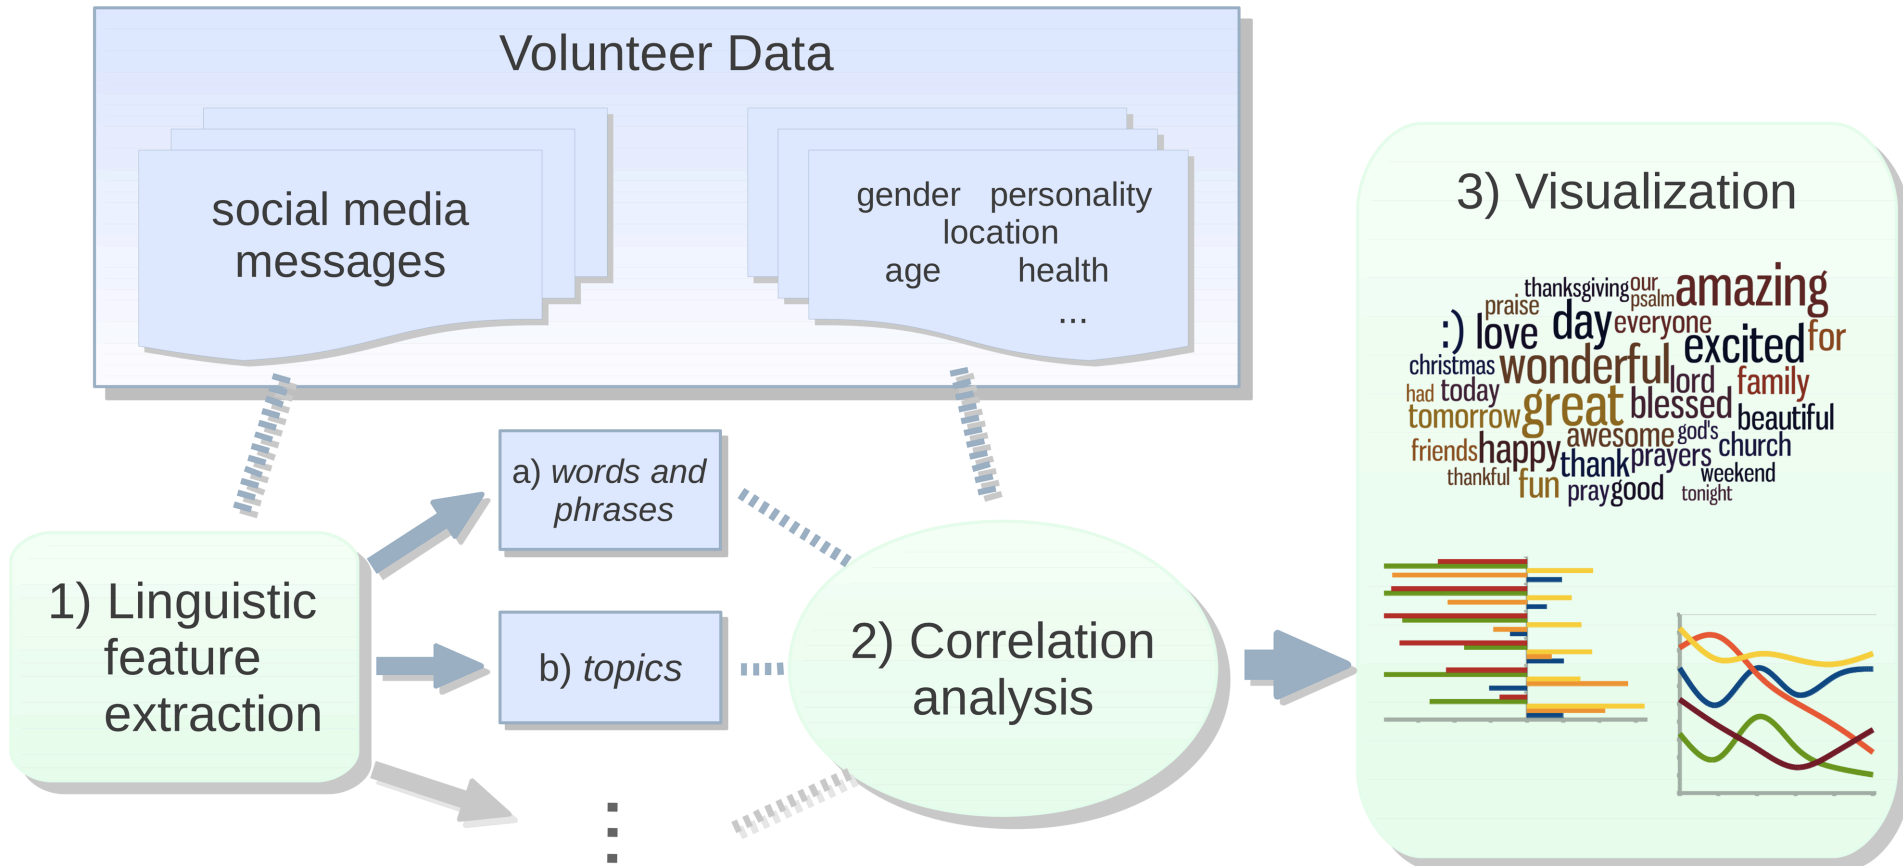 Volunteer Data
social media
messages
gender personality
location
age health
...
3) Visualization
thanksgiving our amazing
praise psalm
:) love day everyone excited for
christmas wonderful lord family
had today great blessed beautiful
tomorrow awesome god's church
friends happy thank prayers weekend
thankful fun pray good tonight
a) words and
phrases
1) Linguistic
feature
extraction
b) topics
2) Correlation
analysis